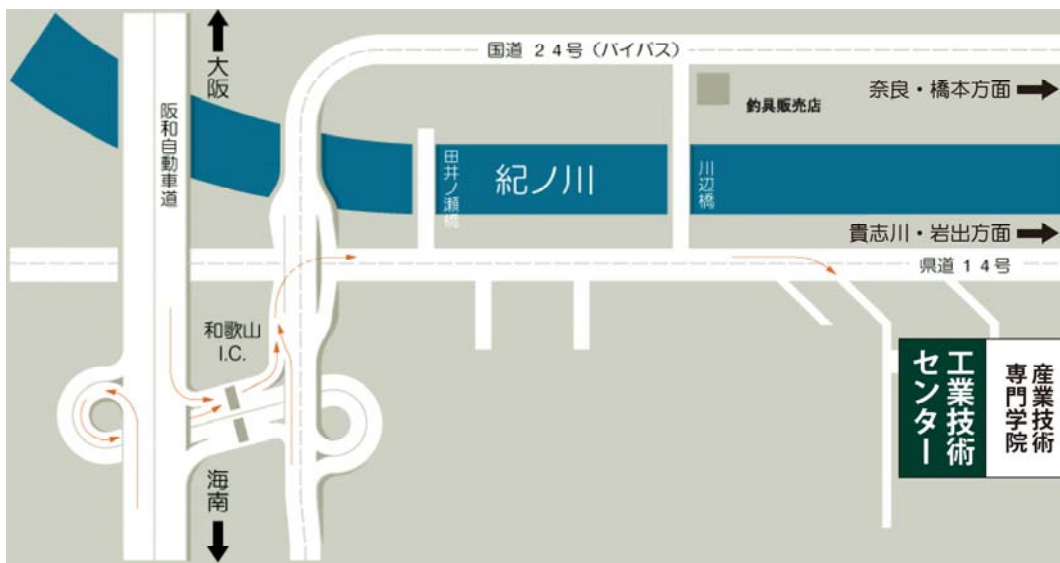 大阪
阪和自動車道
国道 24号(バイパス)
奈良・橋本方面
釣具販売店
田井ノ瀬橋
紀ノ川
川辺橋
貴志川・岩出方面
県道 14号
和歌山
I.C.
工業技術
センター
産業技術
専門学院
海南